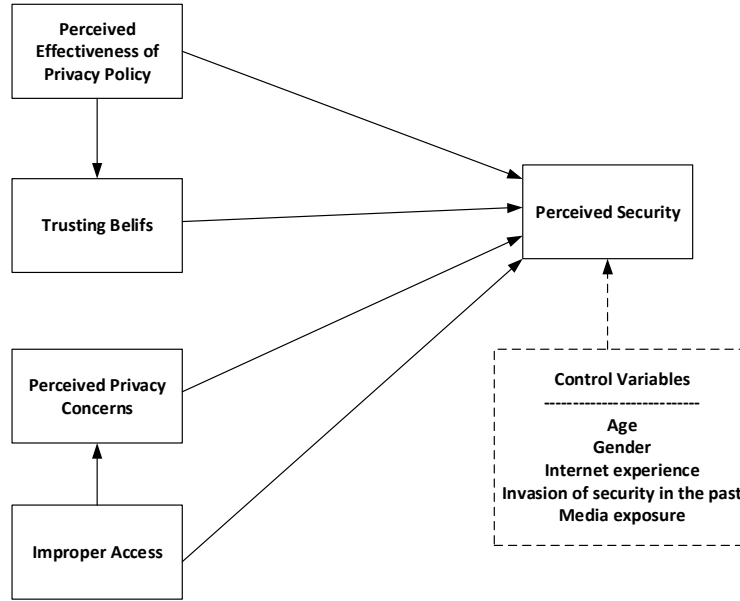 Perceived
Effectiveness of
Privacy Policy
Trusting Belifs
Perceived Security
Perceived Privacy
Concerns
Improper Access
Control Variables
---------------------------
Age
Gender
Internet experience
Invasion of security in the past
Media exposure